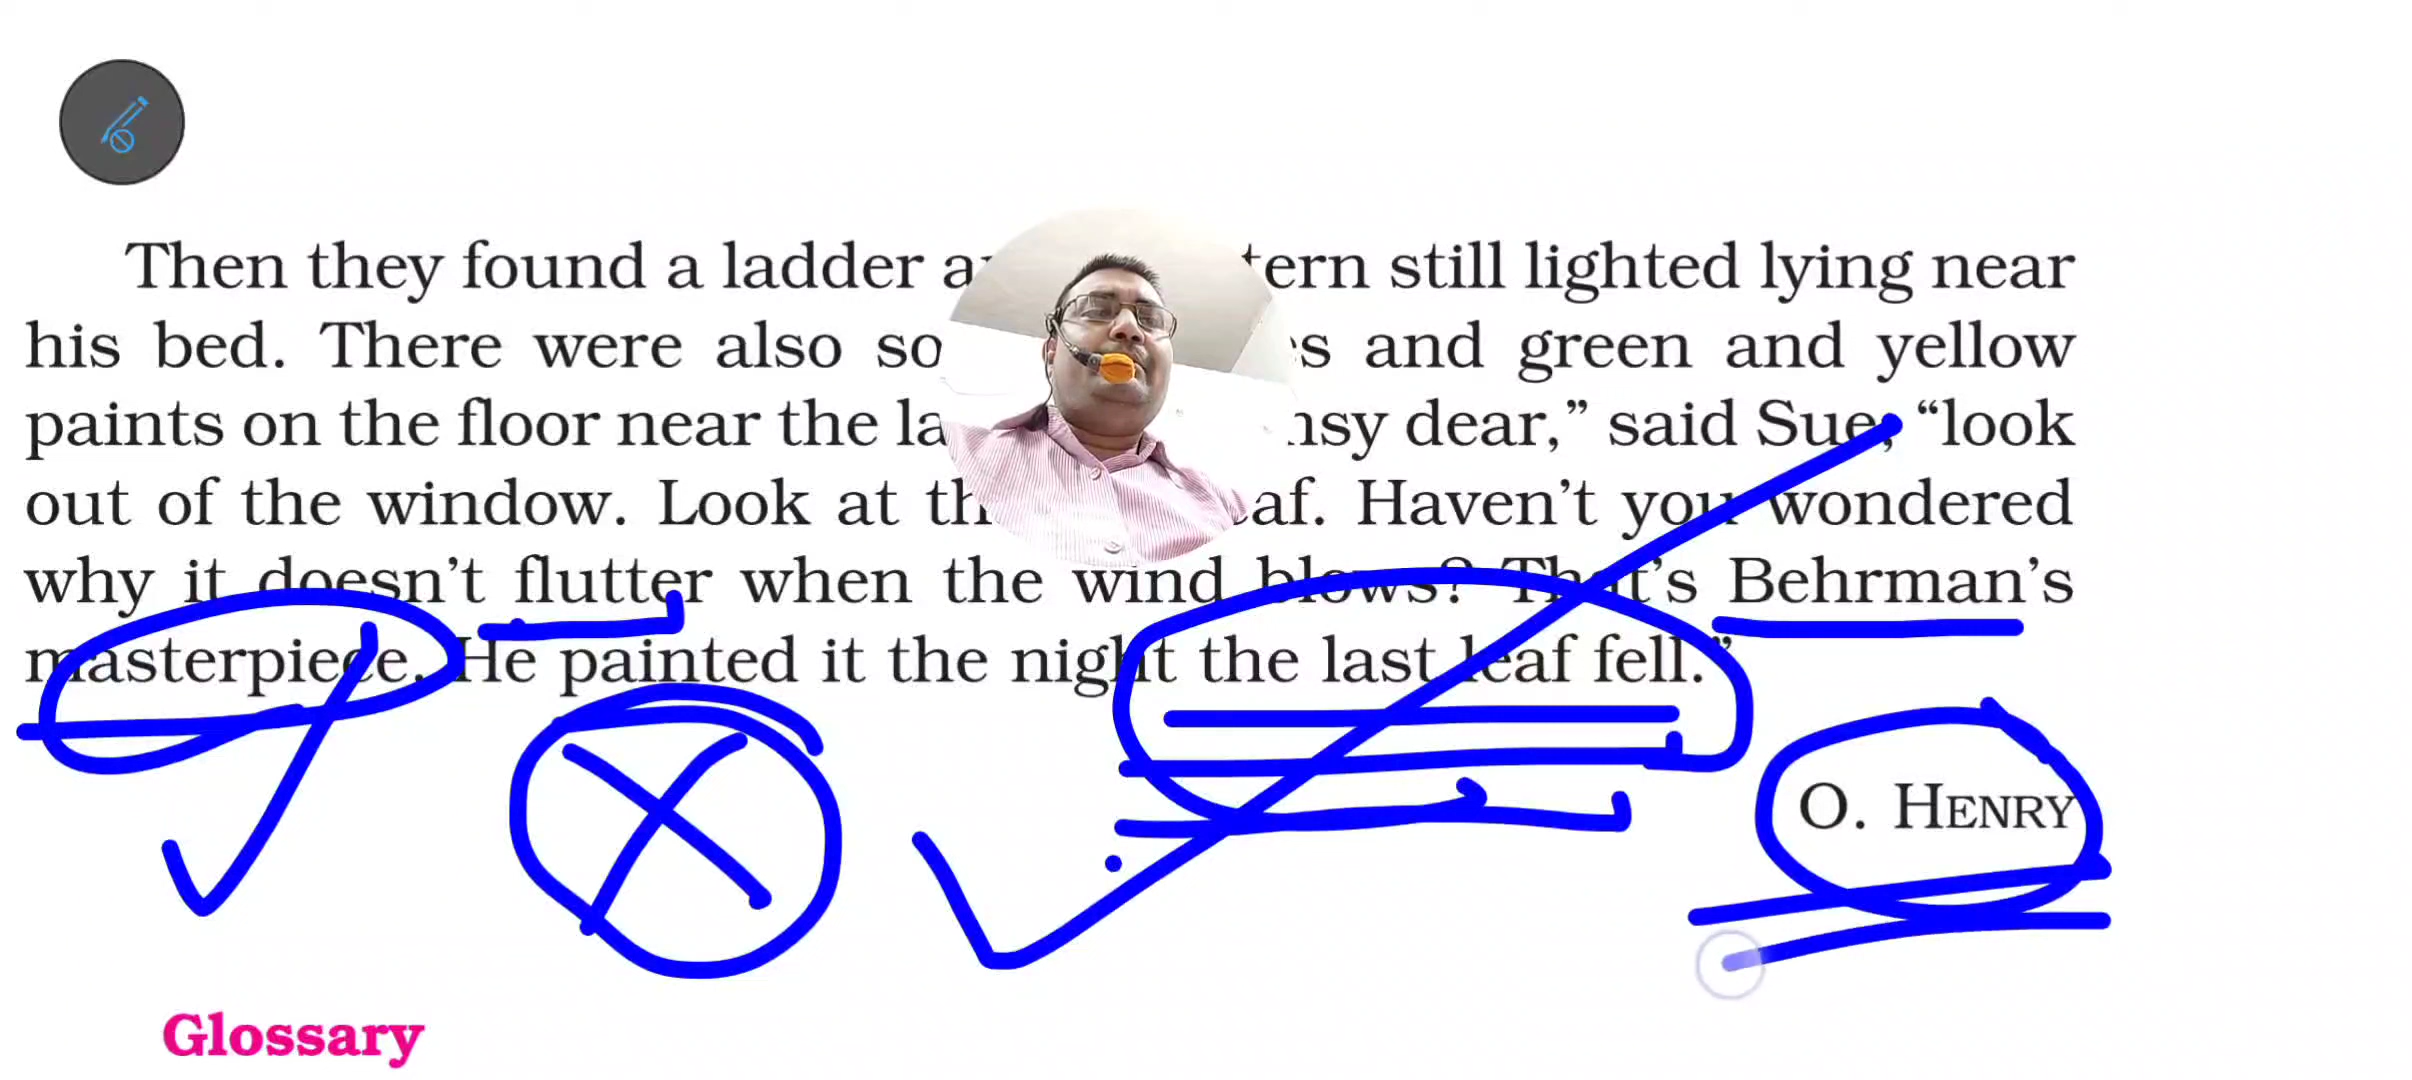 Then they found a ladder a tern still lighted lying near
his bed. There were also so and green and yellow
paints on the floor near the la dear,” said Sue, “look
out of the window. Look at th af. Haven’t you wondered
why it doesn’t flutter when the wind blows? That’s Behrman’s
masterpiece. He painted it the night the last leaf fell.”
O. HENRY
Glossary